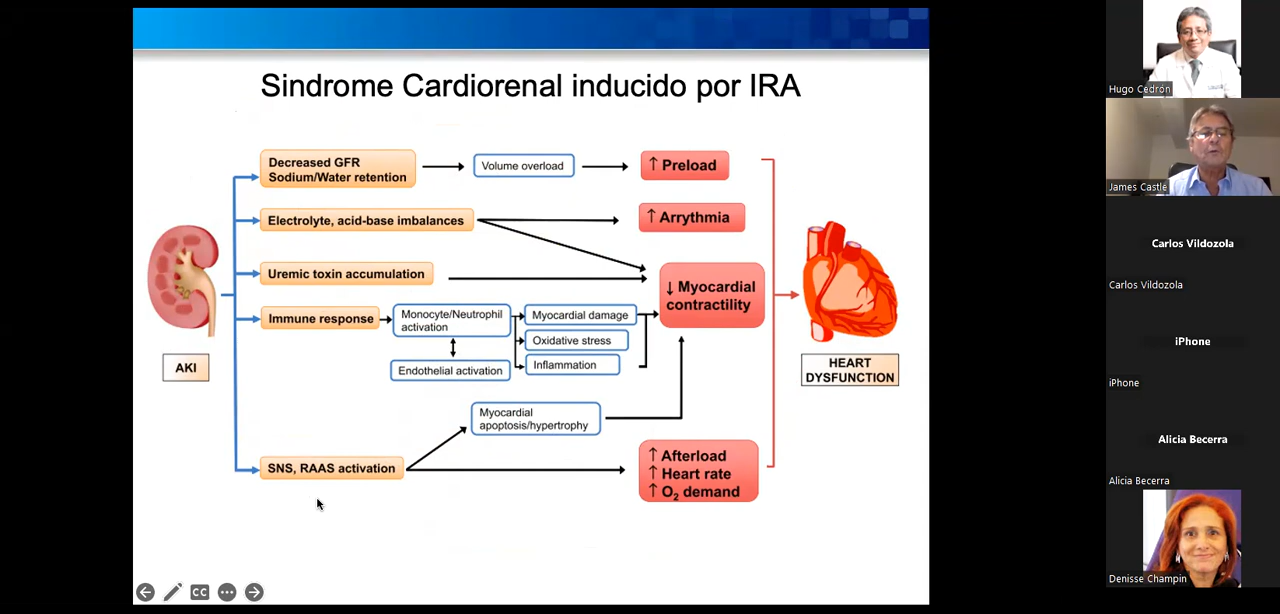 Sindrome Cardiorenal inducido por IRA
Decreased GFR
Sodium/Water retention
Volume overload
↑ Preload
Electrolyte, acid-base imbalances
↑ Arrythmia
Uremic toxin accumulation
↓ Myocardial
contractility
Immune response
Monocyte/Neutrophil
activation
Myocardial damage
Oxidative stress
Inflammation
Endothelial activation
AKI
HEART
DYSFUNCTION
Myocardial
apoptosis/hypertrophy
SNS, RAAS activation
↑ Afterload
↑ Heart rate
↑ O₂ demand
CC
Hugo Cedrón
James Castle
Carlos Vildozola
Carlos Vildozola
iPhone
iPhone
Alicia Becerra
Alicia Becerra
Denisse Champin